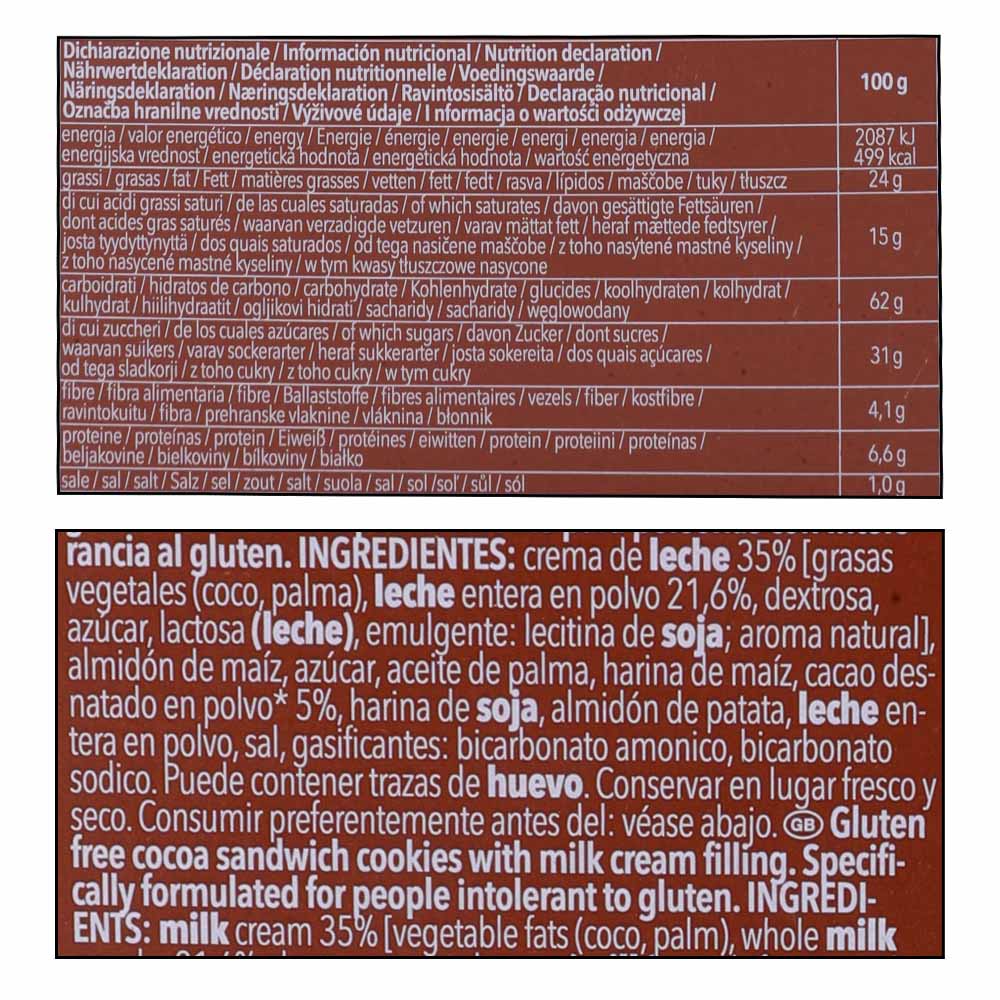 Dichiarazione nutrizionale / Información nutricional / Nutrition declaration /
Nährwertdeklaration / Déclaration nutritionnelle / Voedingswaarde /
Näringsdeklaration / Næringsdeklaration / Ravintosisältö / Declaração nutricional /
Označba hranilne vrednosti / Výživové údaje / I nformacja o wartości odżywczej
100 g
energia / valor energético / energy / Energie / énergie / energie / energi / energia / energia /
energijska vrednost / energetická hodnota / energetická hodnota / wartość energetyczna
2087 kJ
499 kcal
grassi / grasas / fat / Fett / matières grasses / vetten / fett / fedt / rasva / lípidos / maščobe / tuky / tłuszcz
24 g
di cui acidi grassi saturi / de las cuales saturadas / of which saturates / davon gesättigte Fettsäuren /
dont acides gras saturés / waarvan verzadigde vetzuren / varav mättat fett / heraf mættede fedtsyrer /
josta tyydyttynyttä / dos quais saturados / od tega nasičene maščobe / z toho nasýtené mastné kyseliny /
z toho nasycené mastné kyseliny / w tym kwasy tłuszczowe nasycone
15 g
carboidrati / hidratos de carbono / carbohydrate / Kohlenhydrate / glucides / koolhydraten / kolhydrat /
kulhydrat / hiilihydraatit / ogljikovi hidrati / sacharidy / sacharidy / węglowodany
62 g
di cui zuccheri / de los cuales azúcares / of which sugars / davon Zucker / dont sucres /
waarvan suikers / varav sockerarter / heraf sukkerarter / josta sokereita / dos quais açúcares /
od tega sladkorji / z toho cukry / z toho cukry / w tym cukry
31 g
fibre / fibra alimentaria / fibre / Ballaststoffe / fibres alimentaires / vezels / fiber / kostfibre /
ravintokuitu / fibra / prehranske vlaknine / vláknina / błonnik
4,1 g
proteine / proteínas / protein / Eiweiß / protéines / eiwitten / protein / proteiini / proteínas /
beljakovine / bielkoviny / bílkoviny / białko
6,6 g
sale / sal / salt / Salz / sel / zout / salt / suola / sal / sol /soľ / sůl / sól
1,0 g
rancia al gluten. INGREDIENTES: crema de leche 35% [grasas
vegetales (coco, palma), leche entera en polvo 21,6%, dextrosa,
azúcar, lactosa (leche), emulgente: lecitina de soja; aroma natural],
almidón de maíz, azúcar, aceite de palma, harina de maíz, cacao des-
natado en polvo* 5%, harina de soja, almidón de patata, leche en-
tera en polvo, sal, gasificantes: bicarbonato amonico, bicarbonato
sodico. Puede contener trazas de huevo. Conservar en lugar fresco y
seco. Consumir preferentemente antes del: véase abajo. GB Gluten
free cocoa sandwich cookies with milk cream filling. Specifi-
cally formulated for people intolerant to gluten. INGREDI-
ENTS: milk cream 35% [vegetable fats (coco, palm), whole milk